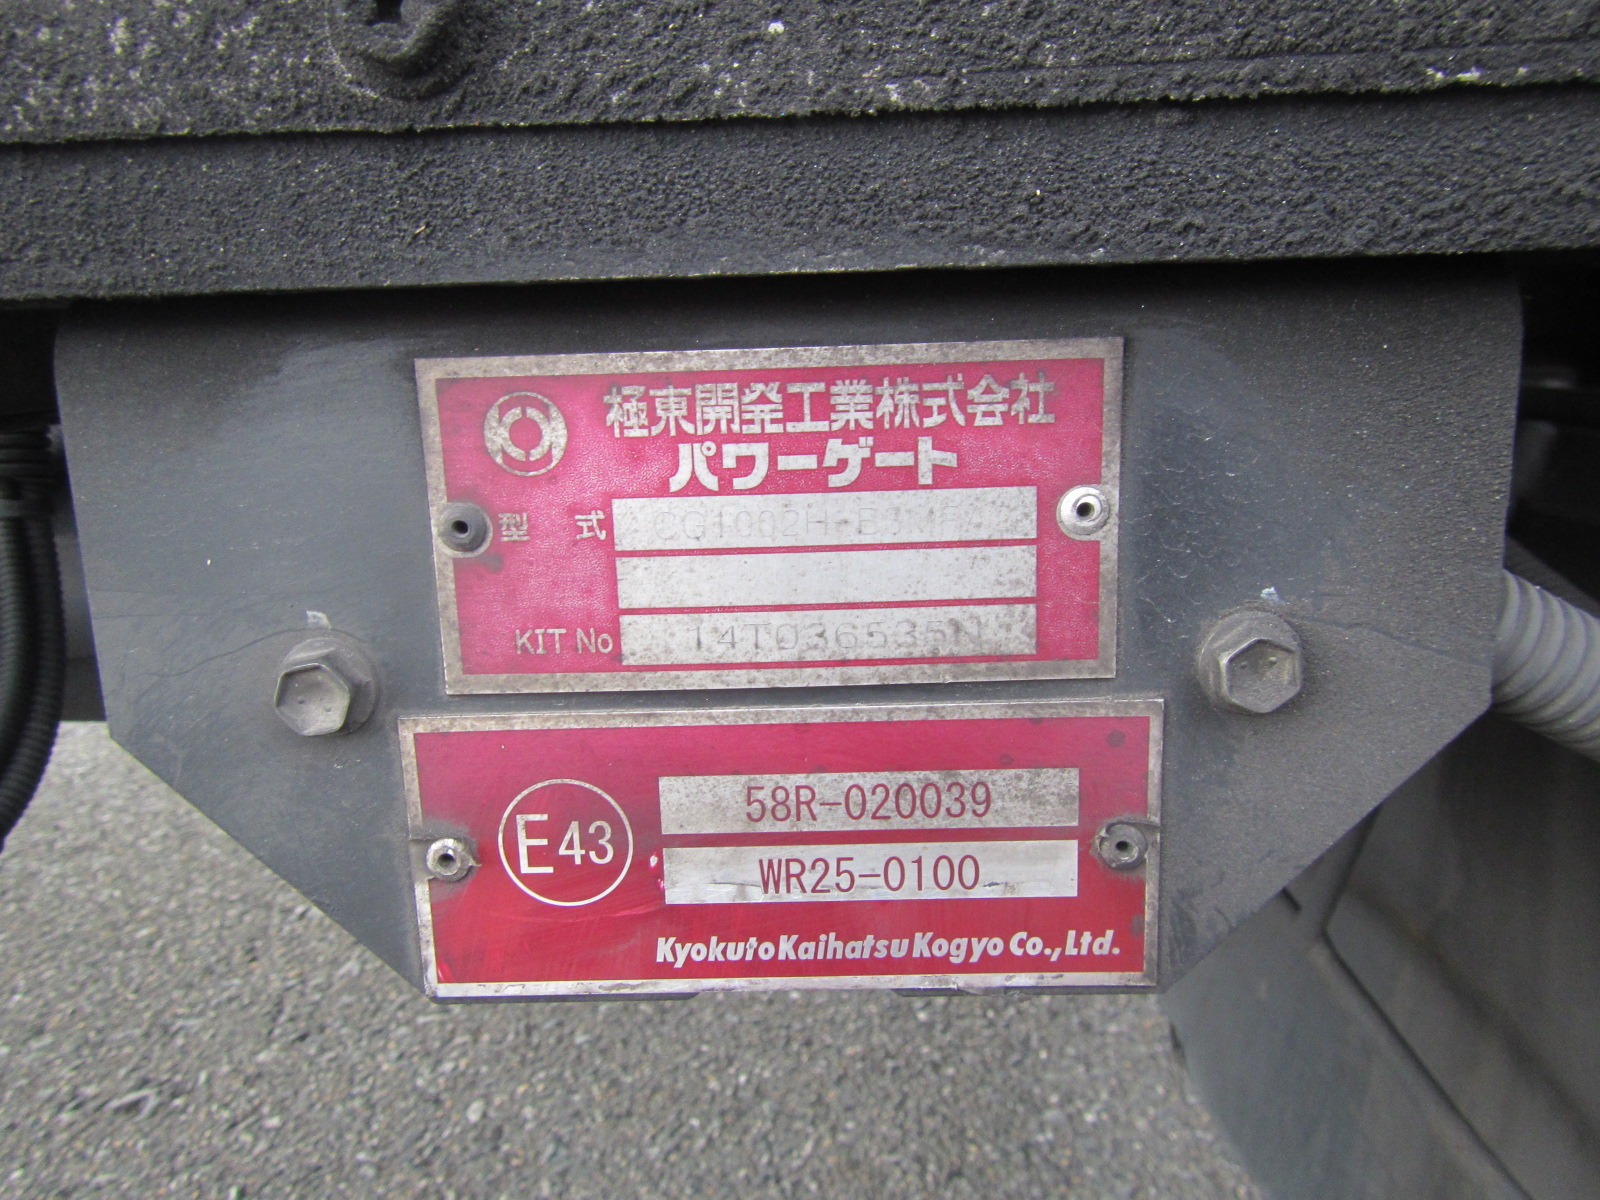 極東開発工業株式会社
パワーゲート
型 式
KIT No 14T036535N
E43
58R-020039
WR25-0100
Kyokuto Kaihatsu Kogyo Co., Ltd.